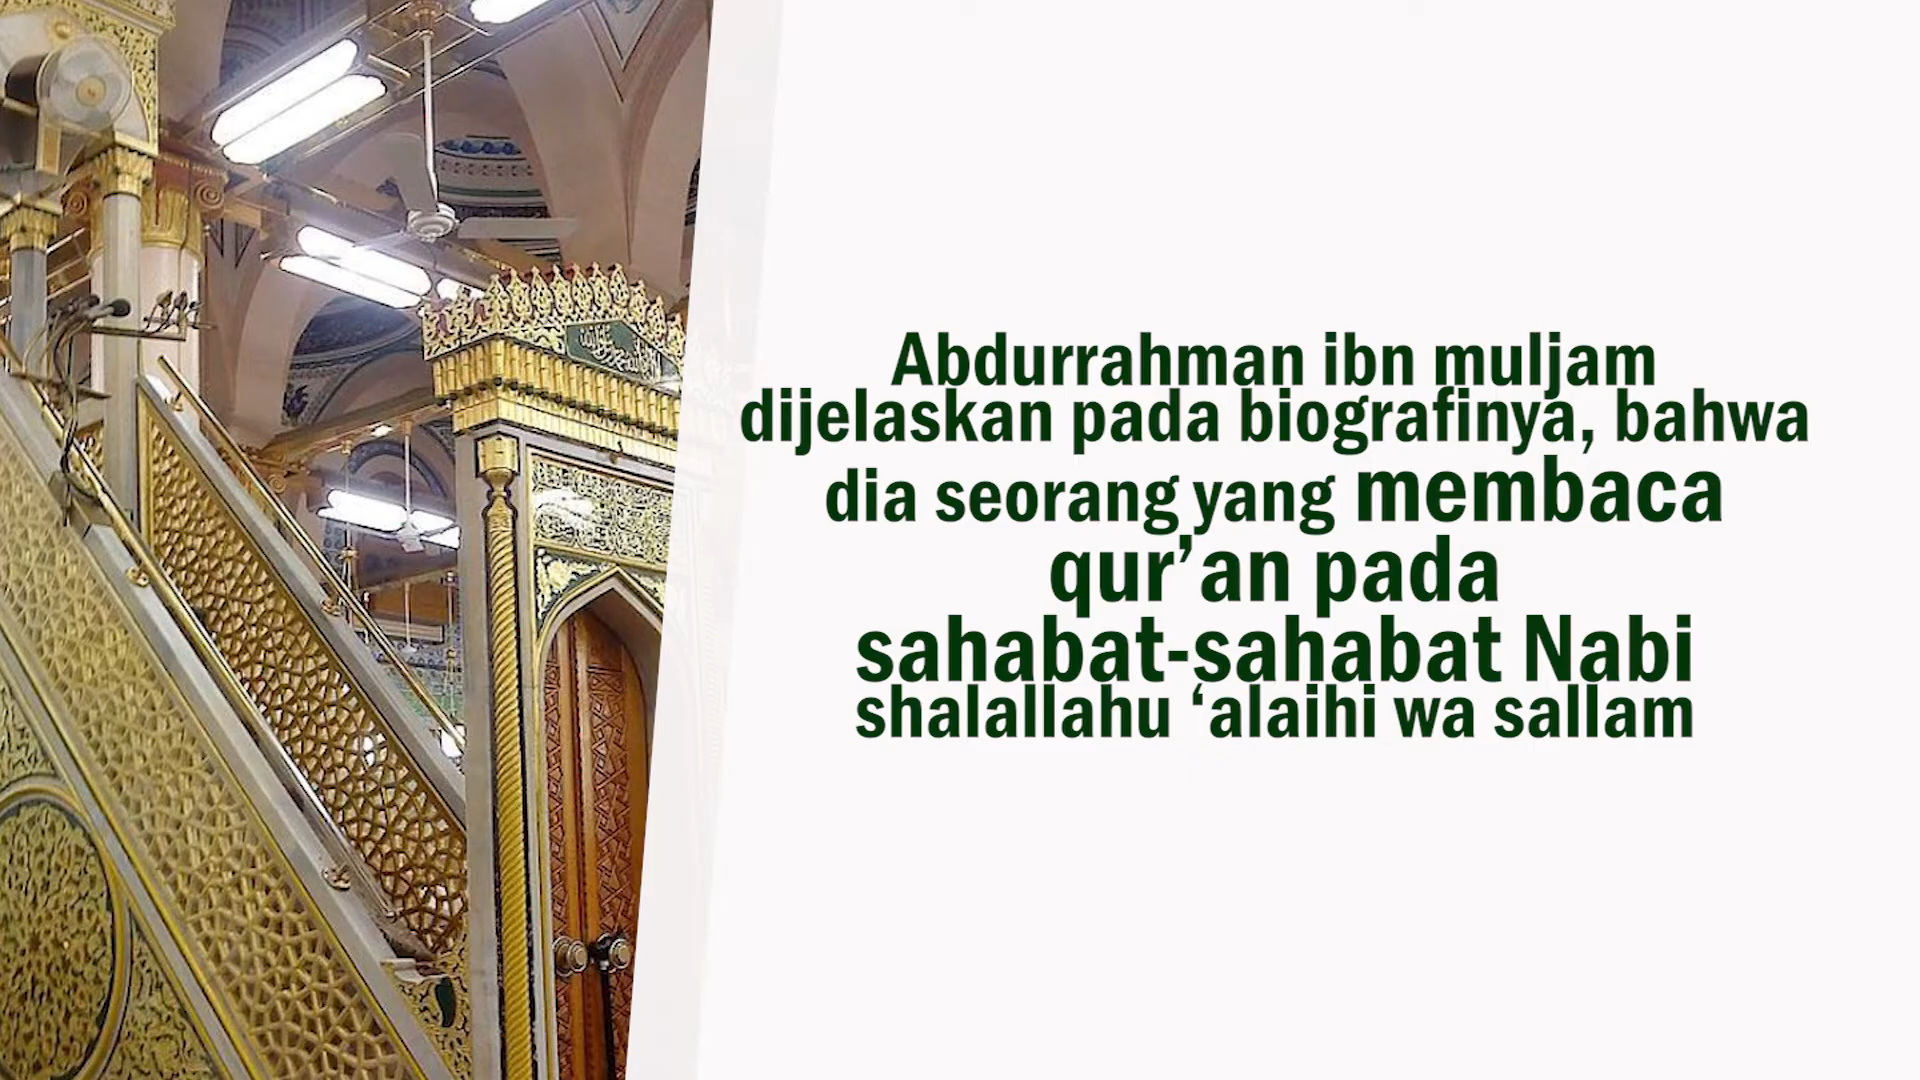 Abdurrahman ibn muljam
dijelaskan pada biografinya, bahwa
dia seorang yang membaca
qur’an pada
sahabat-sahabat Nabi
shalallahu ‘alaihi wa sallam